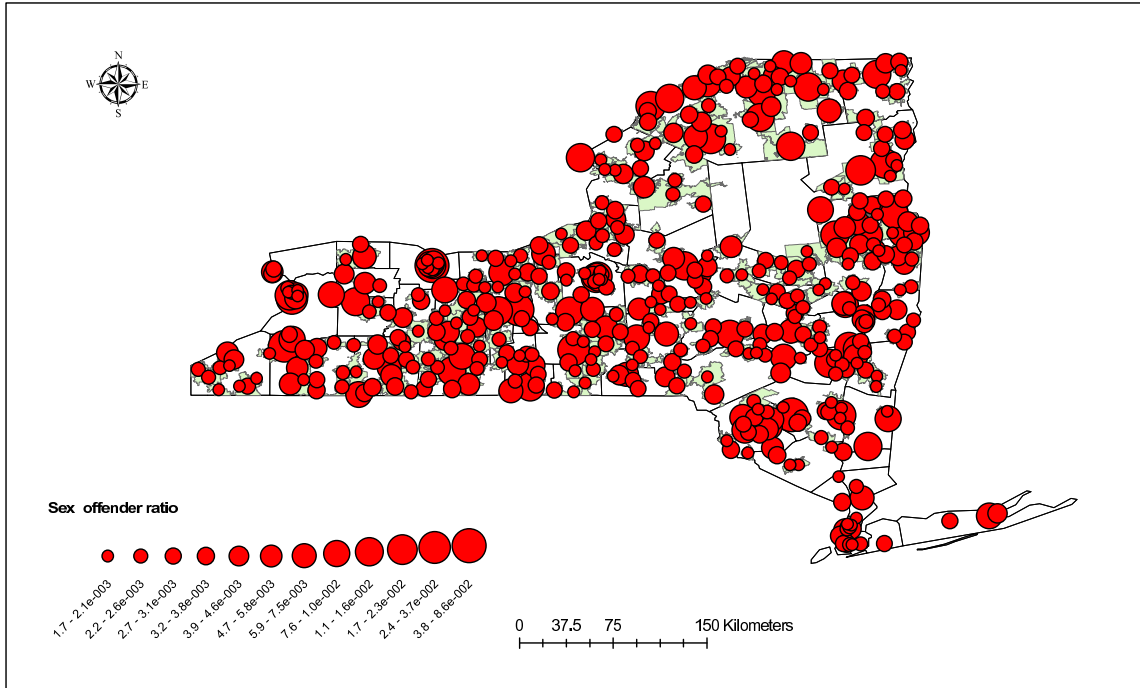 N
W E
S
Sex offender ratio
1.7 - 2.1e-003
2.2 - 2.6e-003
2.7 - 3.1e-003
3.2 - 3.8e-003
3.9 - 4.6e-003
4.7 - 5.8e-003
5.9 - 7.5e-003
7.6 - 1.0e-002
1.1 - 1.6e-002
1.7 - 2.3e-002
2.4 - 3.7e-002
3.8 - 8.6e-002
0 37.5 75 150 Kilometers